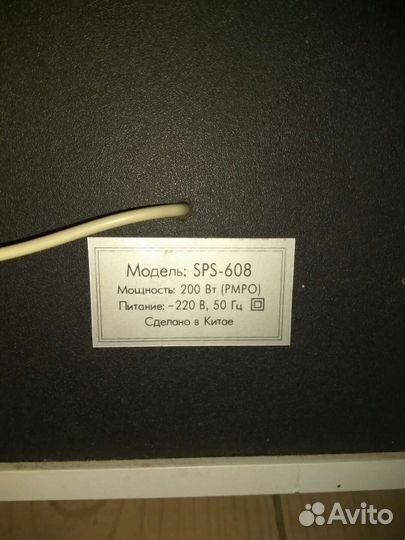 Модель: SPS-608
Мощность: 200 Вт (PMPO)
Питание: ~220 В, 50 Гц
Сделано в Китае
Avito